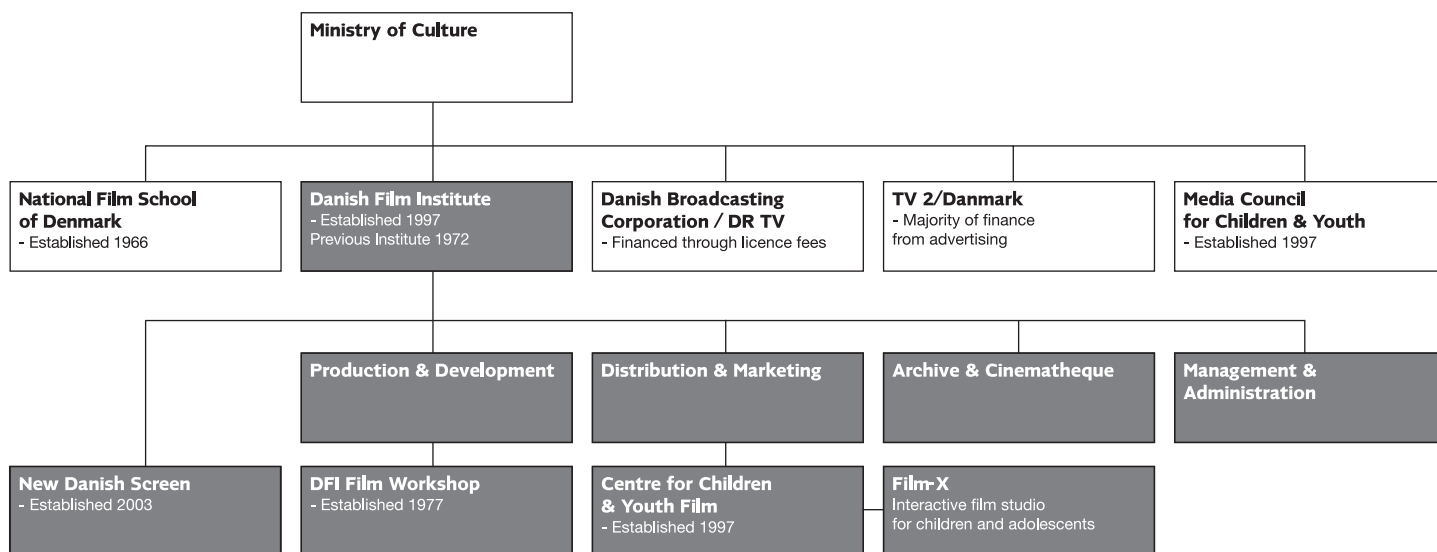 Ministry of Culture
National Film School
of Denmark
- Established 1966
Danish Film Institute
- Established 1997
Previous Institute 1972
Danish Broadcasting
Corporation / DR TV
- Financed through licence fees
TV 2/Danmark
- Majority of finance
from advertising
Media Council
for Children & Youth
- Established 1997
Production & Development
Distribution & Marketing
Archive & Cinematheque
Management &
Administration
New Danish Screen
- Established 2003
DFI Film Workshop
- Established 1977
Centre for Children
& Youth Film
- Established 1997
Film-X
Interactive film studio
for children and adolescents